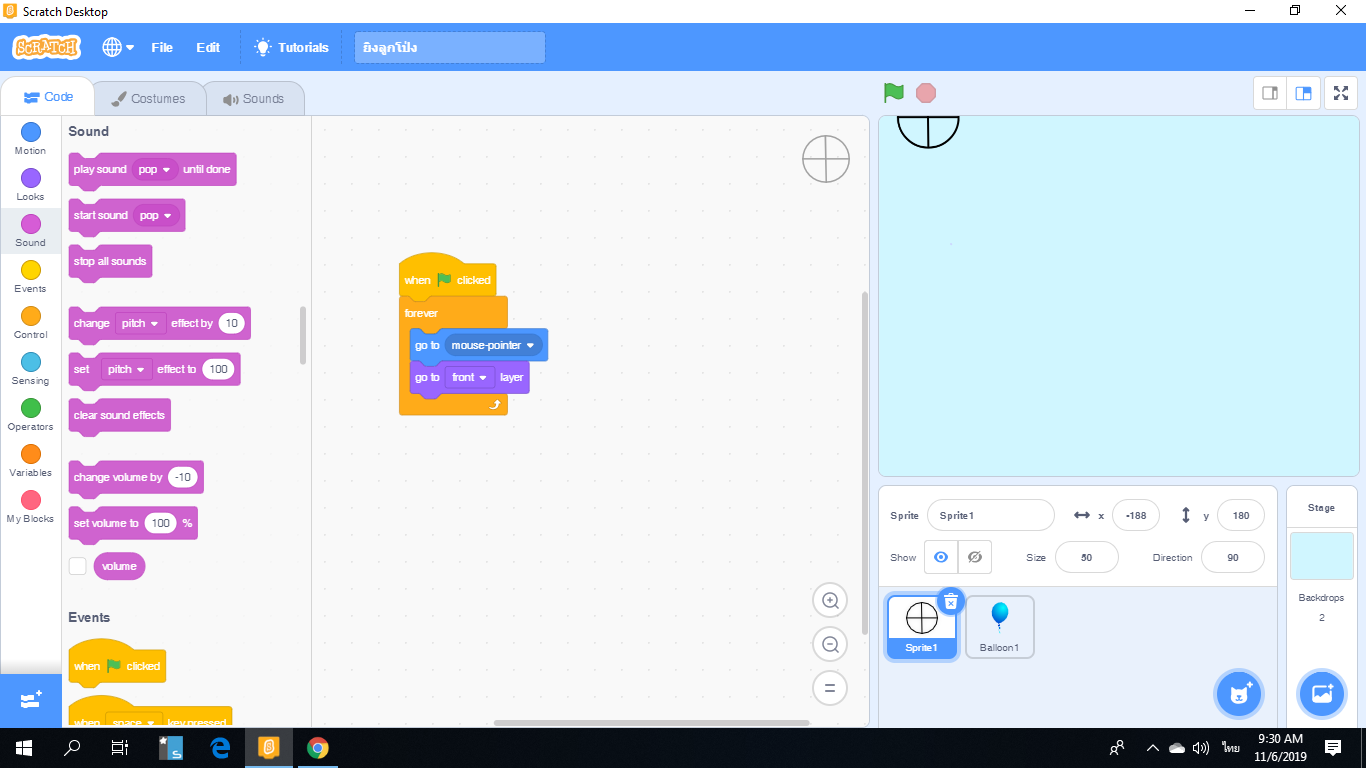 Scratch Desktop
SCRATCH File Edit Tutorials ยิงลูกโป่ง
Code Costumes Sounds
Motion
Looks
Sound
Events
Control
Sensing
Operators
Variables
My Blocks
Sound
play sound pop until done
start sound pop
stop all sounds
change pitch effect by 10
set pitch effect to 100
clear sound effects
change volume by -10
set volume to 100 %
volume
Events
when clicked
when space key pressed
when clicked
forever
go to mouse-pointer
go to front layer
Sprite Sprite1 x -188 y 180
Show Size 50 Direction 90
Sprite1
Balloon1
Stage
Backdrops
2
ไทย
9:30 AM
11/6/2019